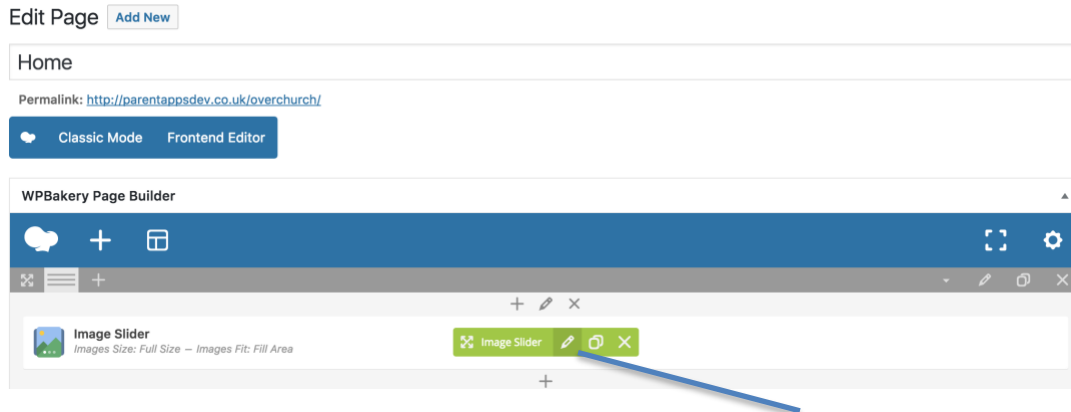 Edit Page Add New
Home
Permalink: http://parentappsdev.co.uk/overchurch/
Classic Mode Frontend Editor
WPBakery Page Builder
Image Slider
Images Size: Full Size — Images Fit: Fill Area
Image Slider